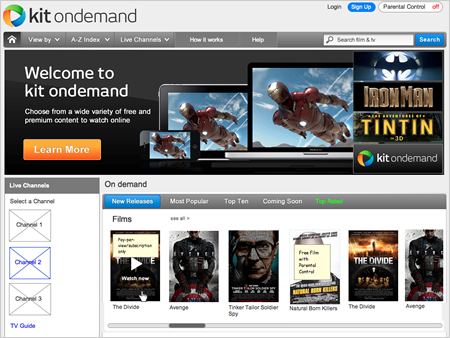 kit ondemand
Login
Sign Up
Parental Control
off
View by
A-Z Index
Live Channels
How it works
Help
Search film & tv
Search
Welcome to
kit ondemand
Choose from a wide variety of free and
premium content to watch online
Learn More
IRON MAN
THE ADVENTURES OF
TINTIN
IN 3D
kit ondemand
Live Channels
Select a Channel
Channel 1
Channel 2
Channel 3
TV Guide
On demand
New Releases
Most Popular
Top Ten
Coming Soon
Top Rated
Films
see all >
Pay-per-
view/subscription
only
Watch now
THE DIVIDE
The Divide
Avenge
Tinker Tailor Soldier
Spy
Free film
with
Parental
Control
Natural Born Killers
THE DIVIDE
The Divide
Avenge